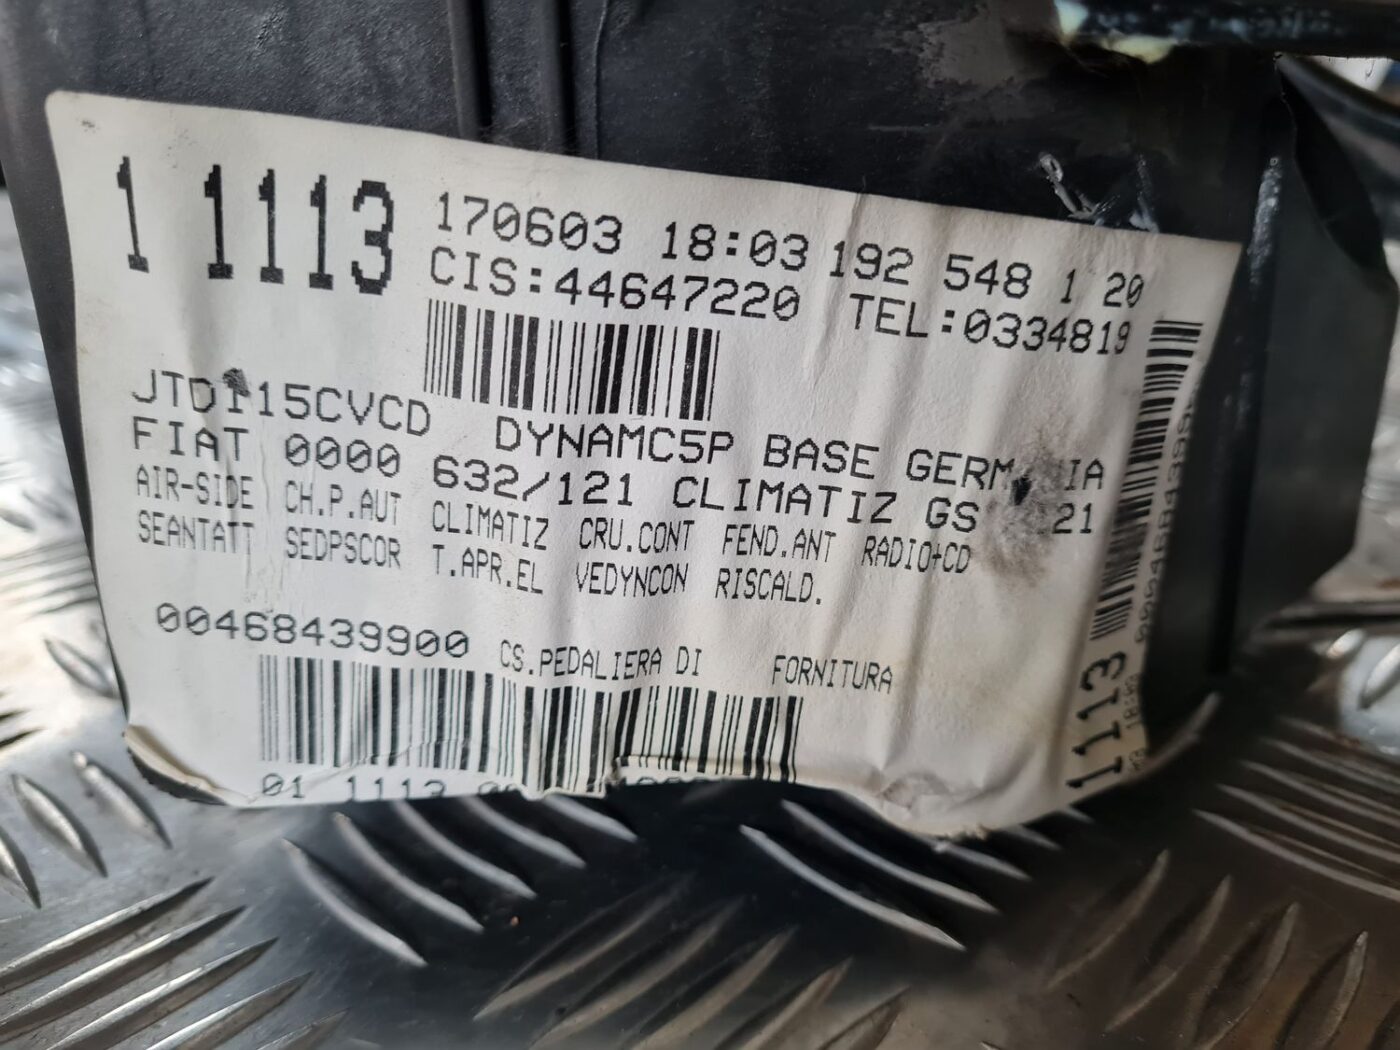 1 1113 170603 18:03 192 548 1 20
CIS:44647220 TEL:0334819
JTD115CVCD DYNAMC5P BASE
FIAT 0000 632/121 CLIMATIZ GS 21
AIR-SIDE CH.P.AUT CLIMATIZ CRU.CONT FEND.ANT RADIO+CD
SEANTATT SEDPSCOR T.APR.EL VEDYNCON RISCALD.
00468439900 CS.PEDALIERA DI FORNITURA
01 1113
1113